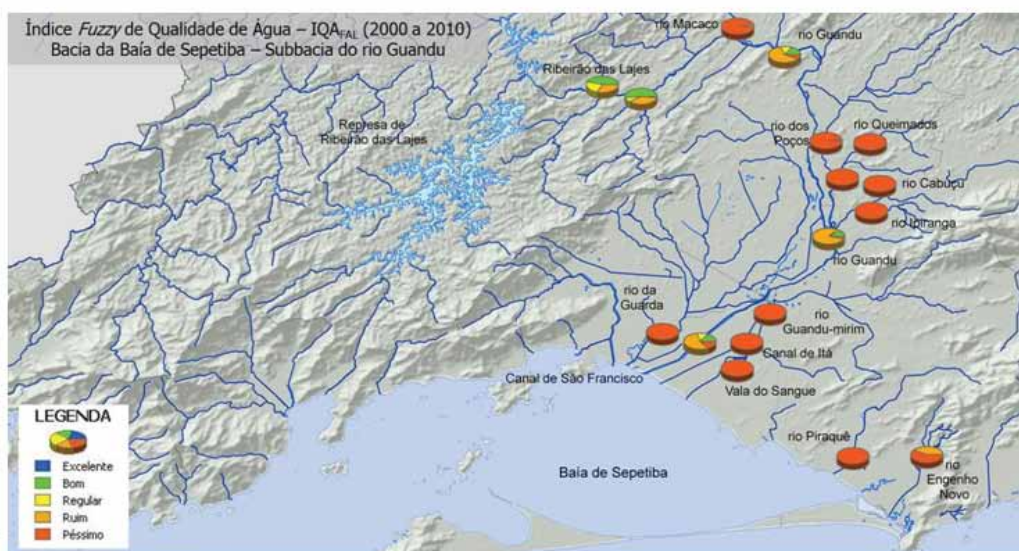 Índice Fuzzy de Qualidade de Água – IQAFAL (2000 a 2010)
Bacia da Baía de Sepetiba – Subbacia do rio Guandu
rio Macaco
rio Guandu
Ribeirão das Lajes
Represa de
Ribeirão das Lajes
rio dos
Poços
rio Queimados
rio Cabuçu
rio Ipiranga
rio Guandu
rio da
Guarda
rio
Guandu-mirim
Canal de Itá
Canal de São Francisco
Vala do Sangue
rio Piraquê
rio
Engenho
Novo
Baía de Sepetiba
LEGENDA
Excelente
Bom
Regular
Ruim
Péssimo